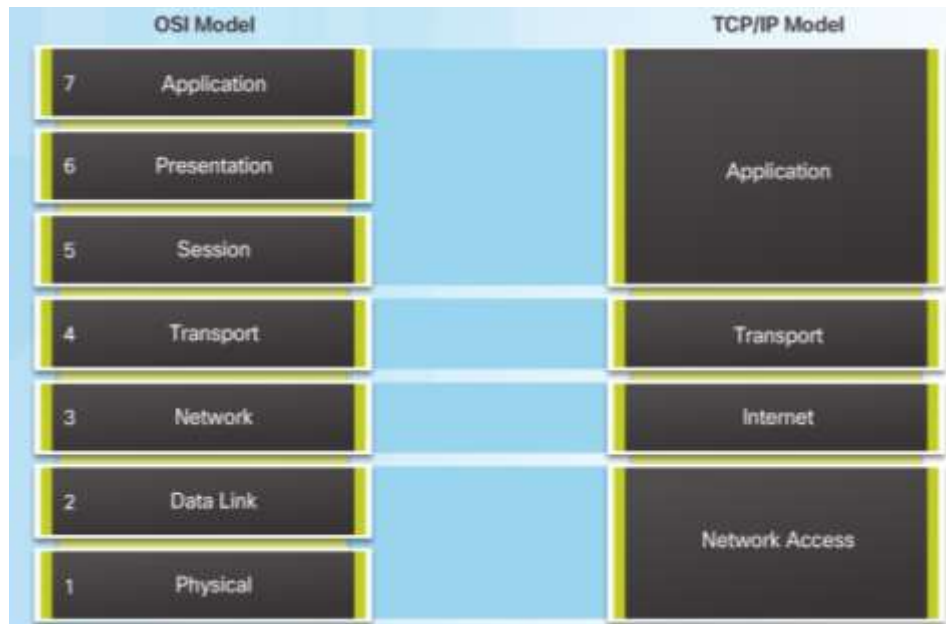 OSI Model
TCP/IP Model
7 Application
6 Presentation
5 Session
4 Transport
3 Network
2 Data Link
1 Physical
Application
Transport
Internet
Network Access